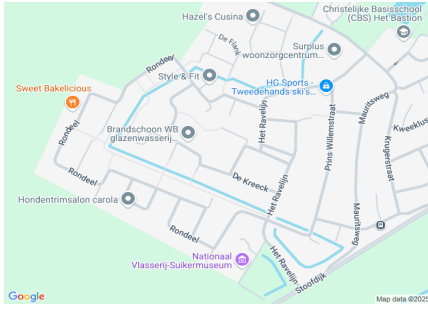 Hazel's Cusina
Christelijke Basisschool
(CBS) Het Bastion
De Flank
Surplus
woonzorgcentrum...
Rondeel
Style & Fit
HG Sports -
Tweedehands ski's...
Sweet Bakelicious
Mauritsweg
Rondeel
Brandschoon WB
glazenwasserij...
Het Ravelijn
Prins Willemstraat
Krugerstraat
Kweeklus
Rondeel
De Kreeck
Hondentrimsalon carola
Het Ravelijn
Mauritsweg
Rondeel
Nationaal
Vlasserij-Suikermuseum
Het Ravelijn
Stoofdijk
Google
Map data ©2025